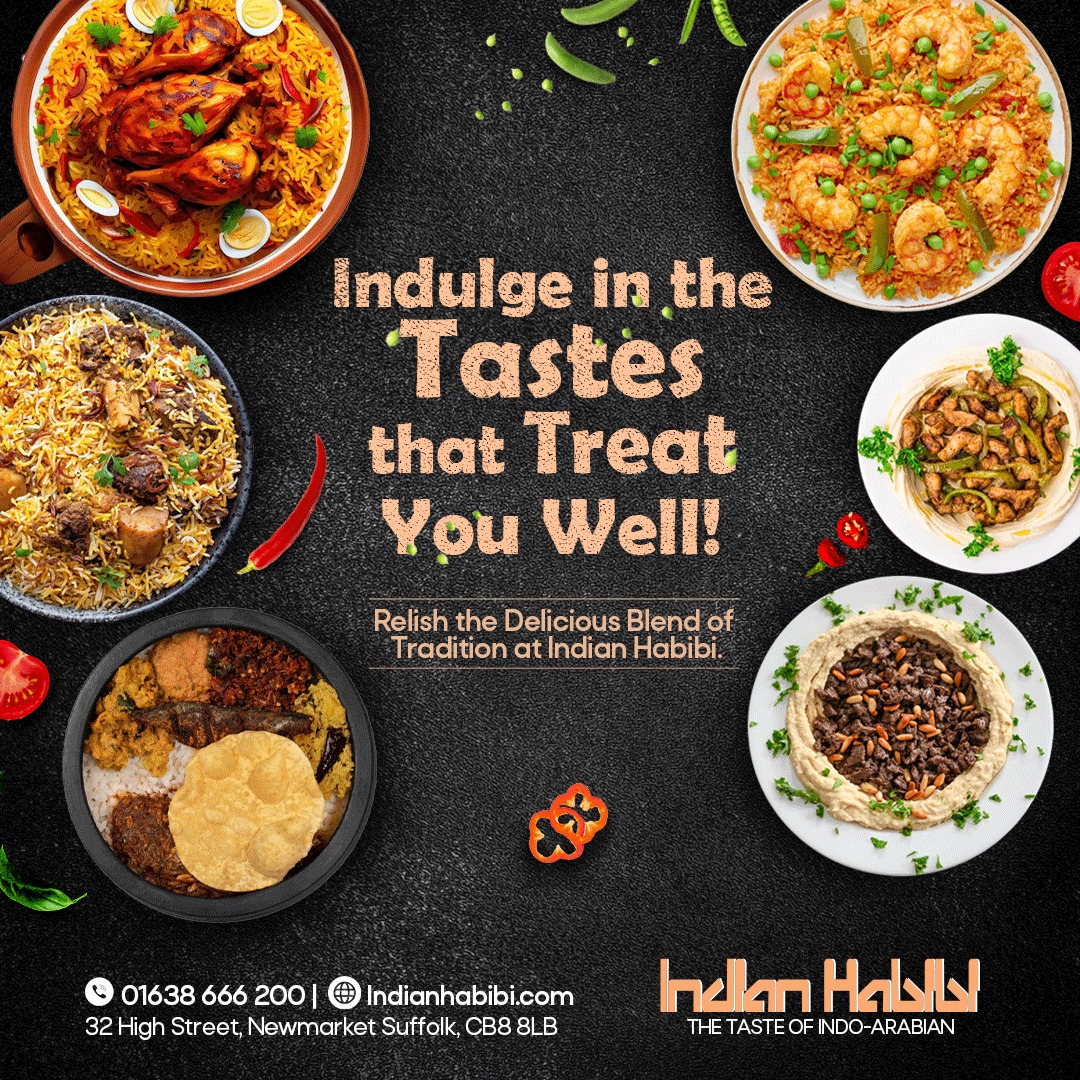 Indulge in the
Tastes
that Treat
You Well!
Relish the Delicious Blend of
Tradition at Indian Habibi.
01638 666 200 | Indianhabibi.com
32 High Street, Newmarket Suffolk, CB8 8LB
Indian Habibi
THE TASTE OF INDO-ARABIAN